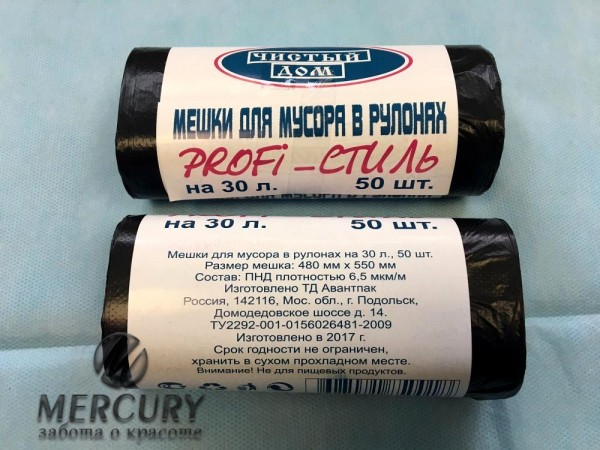 ЧИСТЫЙ
ДОМ
МЕШКИ ДЛЯ МУСОРА В РУЛОНАХ
PROFi_СТИЛЬ
на 30 л. 50 шт.
на 30 л. 50 шт.
Мешки для мусора в рулонах на 30 л., 50 шт.
Размер мешка: 480 мм х 550 мм
Состав: ПНД плотностью 6,5 мкм/м
Изготовлено ТД Авантпак
Россия, 142116, Мос. обл., г. Подольск,
Домодедовское шоссе д. 14.
ТУ2292-001-0156026481-2009
Изготовлено в 2017 г.
Срок годности не ограничен,
хранить в сухом прохладном месте.
Внимание! Не для пищевых продуктов.
MERCURY
забота о красоте